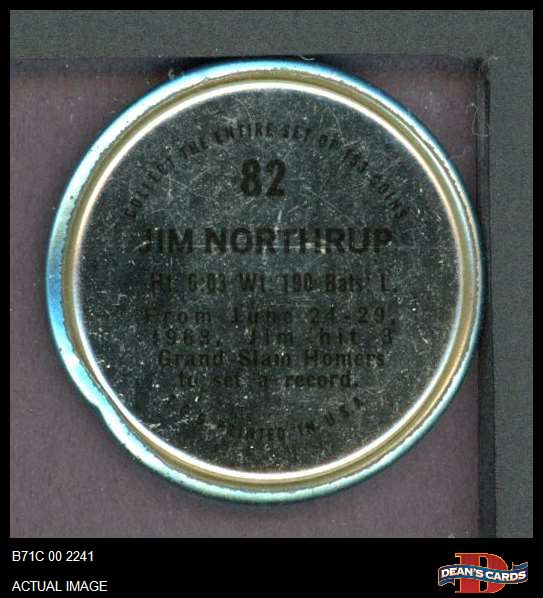 COLLECT THE ENTIRE SET OF 153 COINS
82
JIM NORTHRUP
Ht. 6:03 Wt. 190 Bats: L.
From June 24-29,
1968, Jim hit 3
Grand Slam Homers
to set a record.
PRINTED IN U.S.A.
B71C 00 2241
ACTUAL IMAGE
D
DEAN'S CARDS